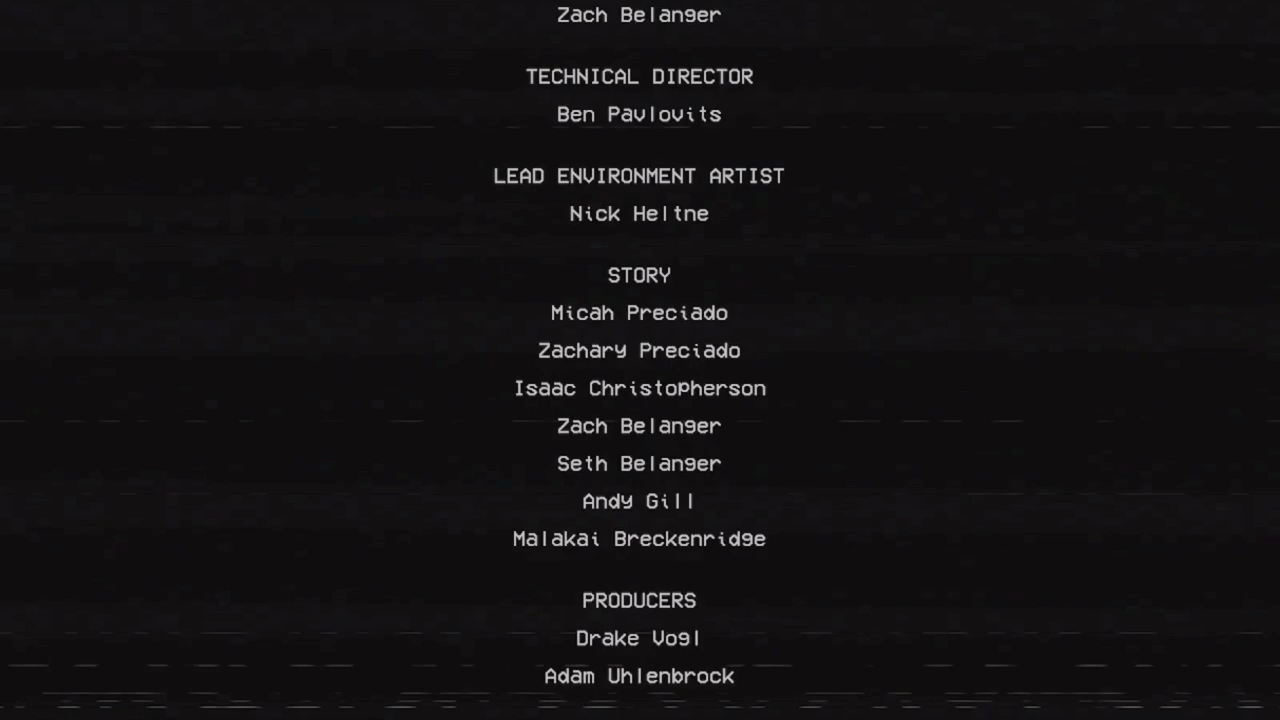 Zach Belanger
TECHNICAL DIRECTOR
Ben Pavlovits
LEAD ENVIRONMENT ARTIST
Nick Heltne
STORY
Micah Preciado
Zachary Preciado
Isaac Christopherson
Zach Belanger
Seth Belanger
Andy Gill
Malakai Breckenridge
PRODUCERS
Drake Vogl
Adam Uhlenbrock